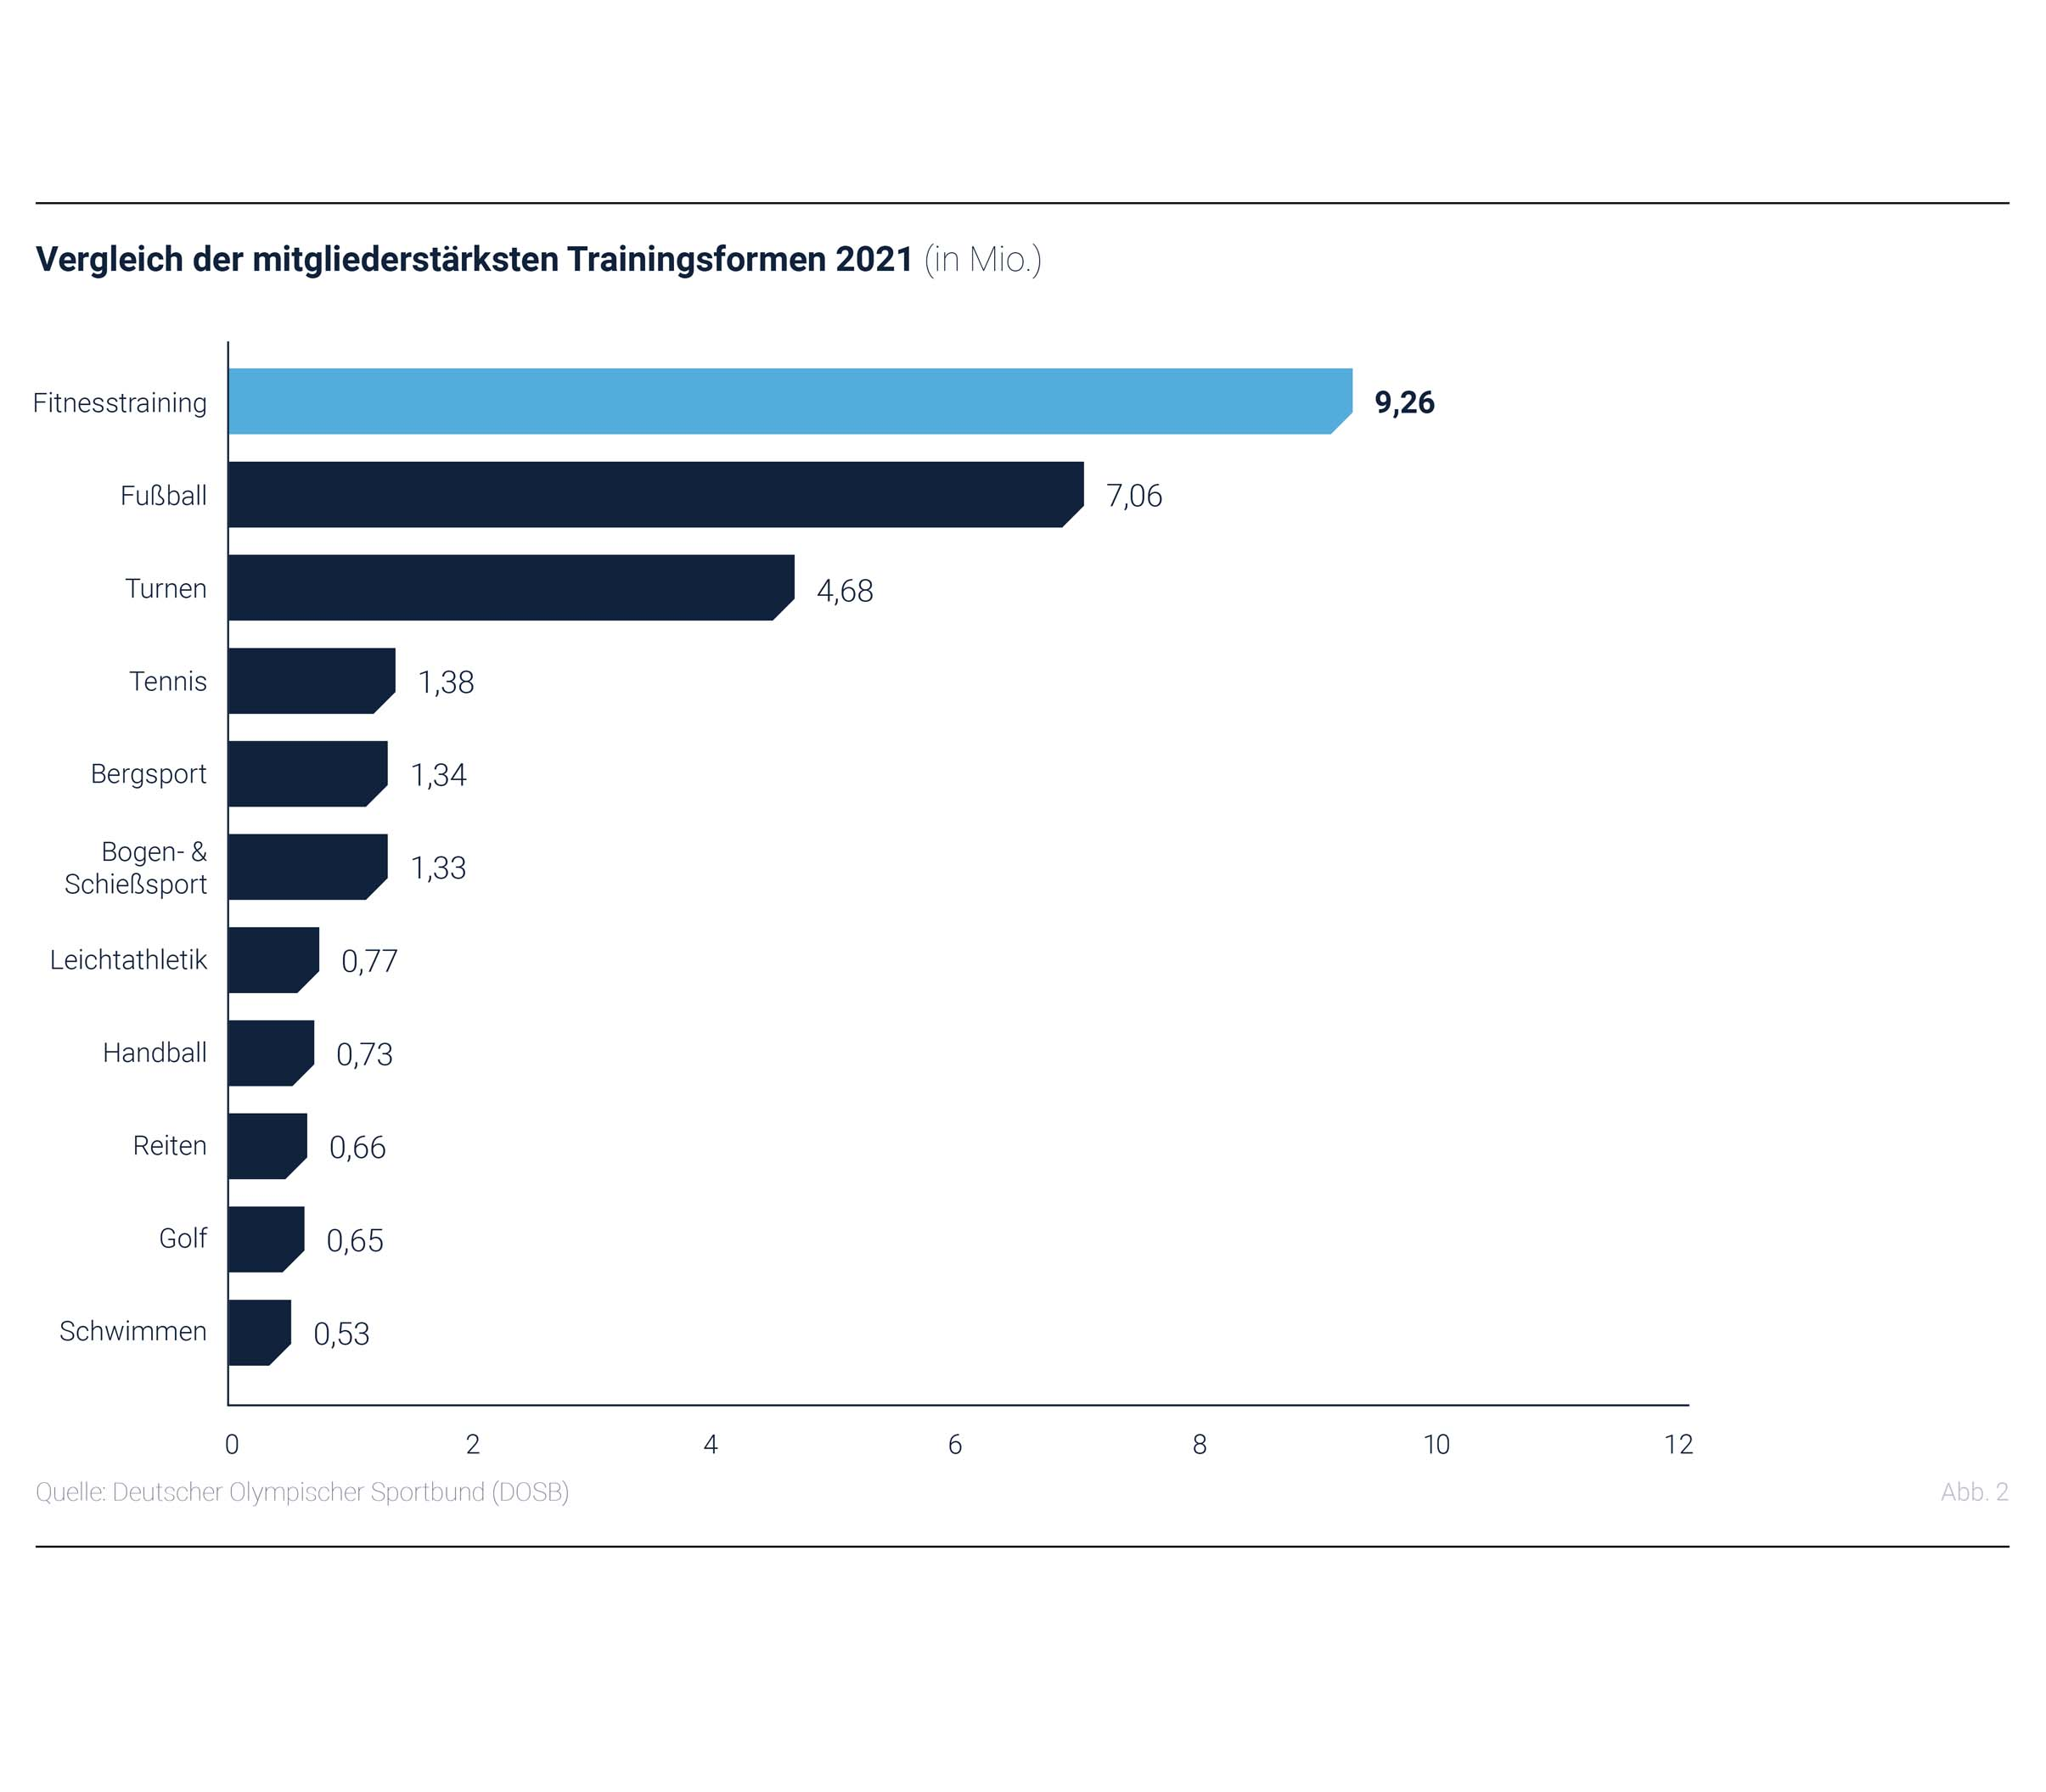 Vergleich der mitgliederstärksten Trainingsformen 2021 (in Mio.)
Fitnesstraining 9,26
Fußball 7,06
Turnen 4,68
Tennis 1,38
Bergsport 1,34
Bogen- &
Schießsport 1,33
Leichtathletik 0,77
Handball 0,73
Reiten 0,66
Golf 0,65
Schwimmen 0,53
0 2 4 6 8 10 12
Quelle: Deutscher Olympischer Sportbund (DOSB) Abb. 2